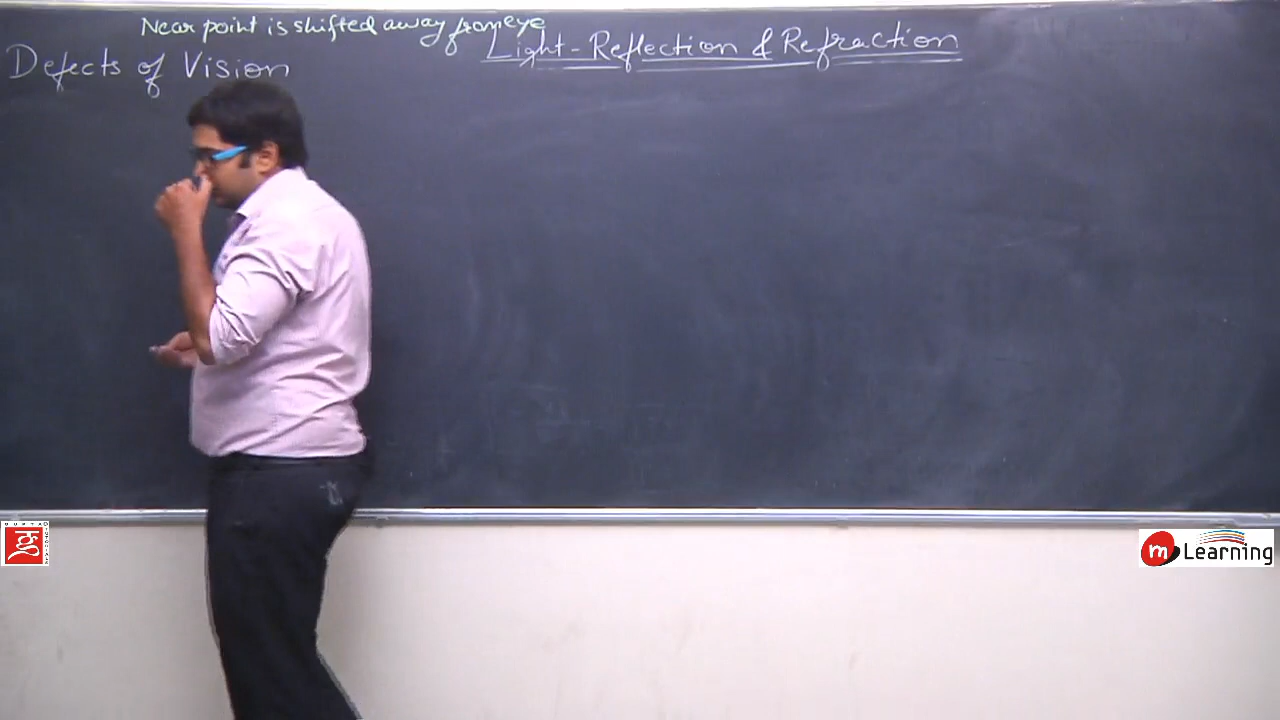 Near point is shifted away from eye
Light - Reflection & Refraction
Defects of Vision
m Learning